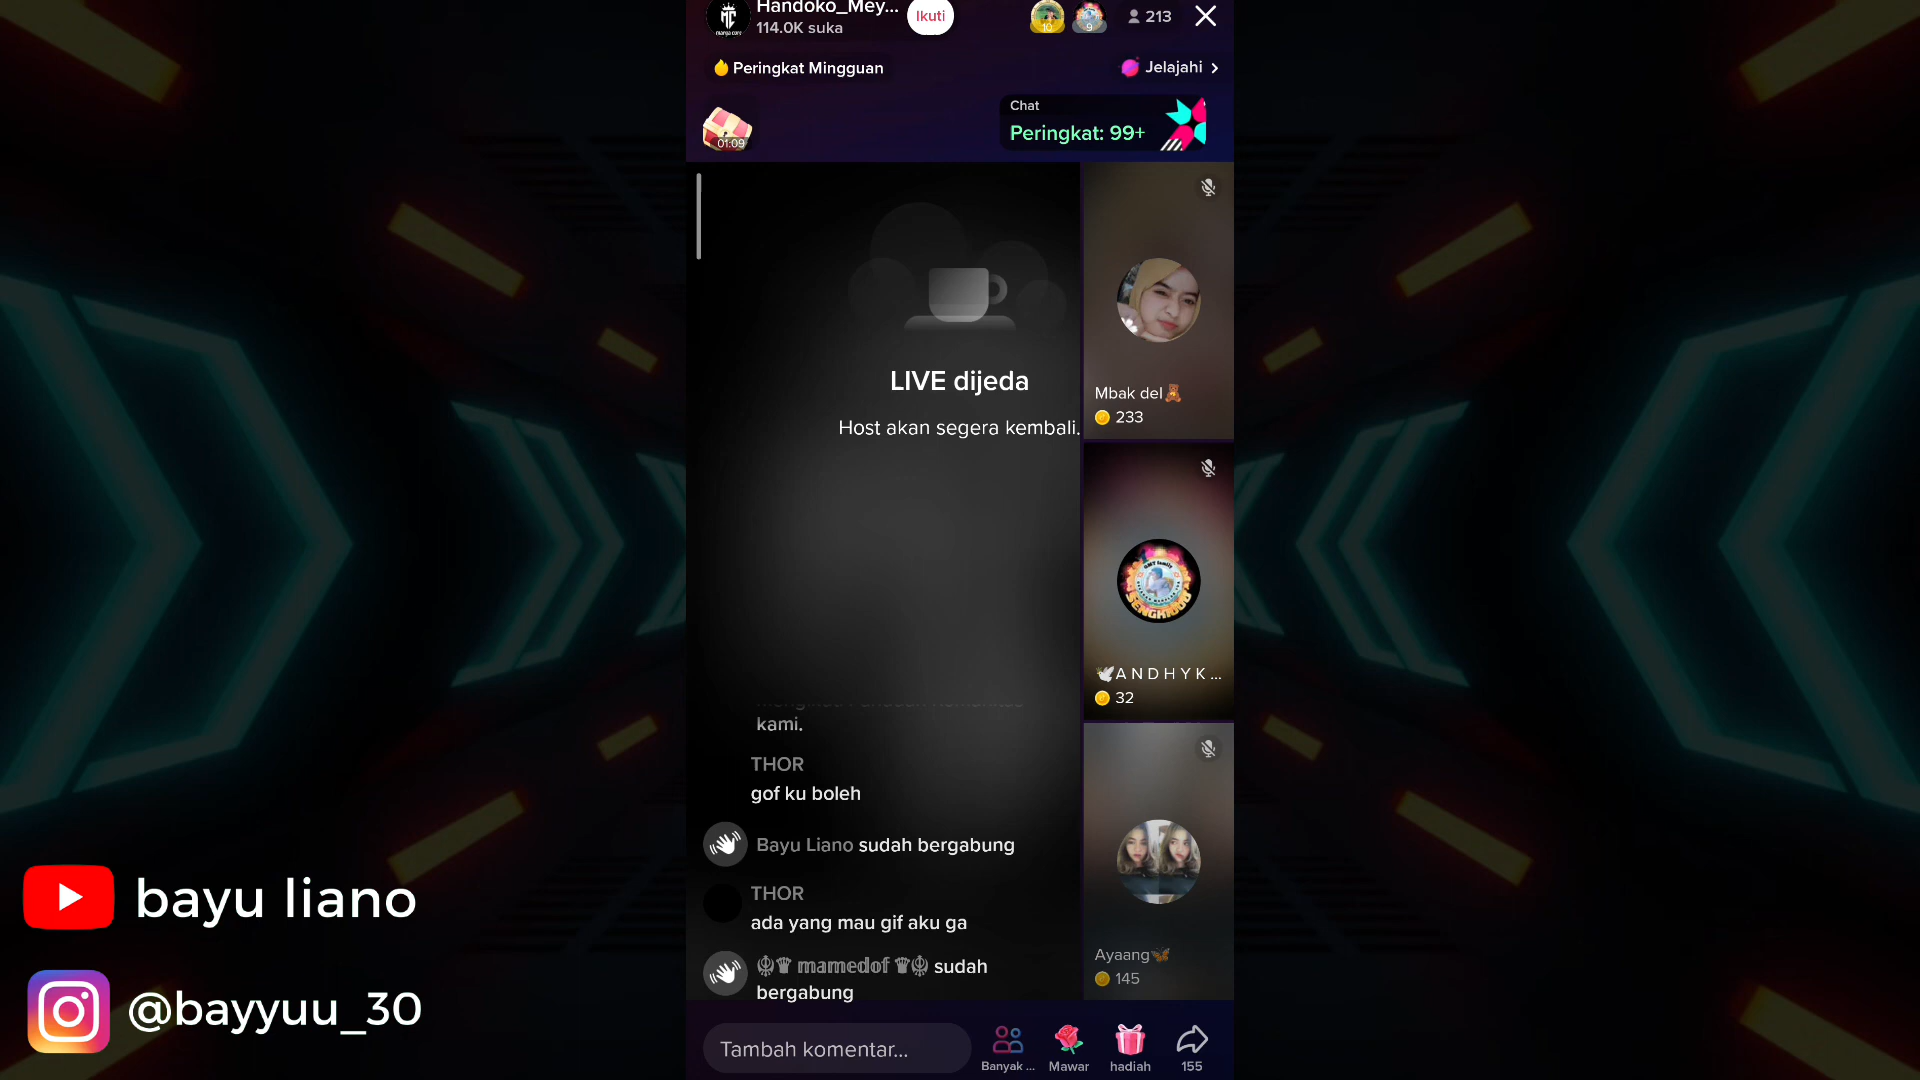 Handoko_Mey...
114.0K suka
Ikuti
10
9
213
Peringkat Mingguan
Jelajahi
01:09
Chat
Peringkat: 99+
LIVE dijeda
Host akan segera kembali.
Mbak del🧸
233
🕊️A N D H Y K ...
32
Ayaang🦋
145
kami.
THOR
gof ku boleh
Bayu Liano sudah bergabung
THOR
ada yang mau gif aku ga
☬♛ 𝕞𝕒𝕞𝕖𝕕𝕠𝕗 ♛☬ sudah
bergabung
Tambah komentar...
Banyak ...
Mawar
hadiah
155
bayu liano
@bayyuu_30